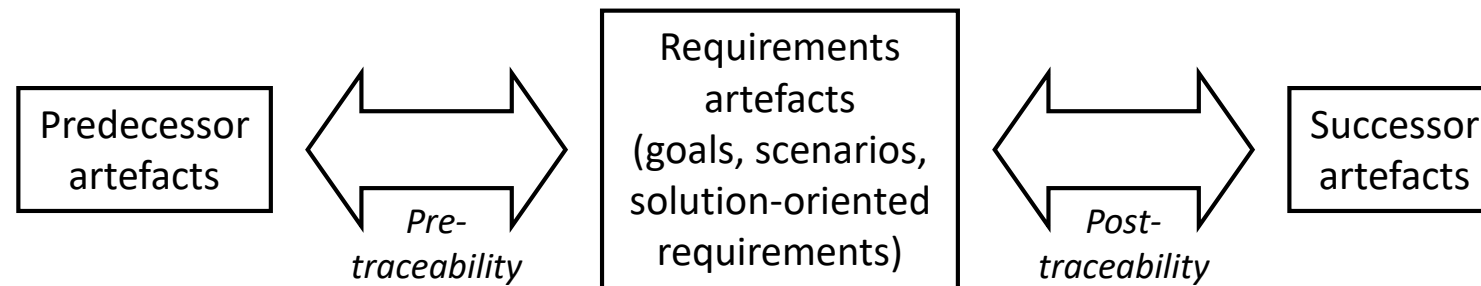 Predecessor
artefacts
Pre-
traceability
Requirements
artefacts
(goals, scenarios,
solution-oriented
requirements)
Post-
traceability
Successor
artefacts